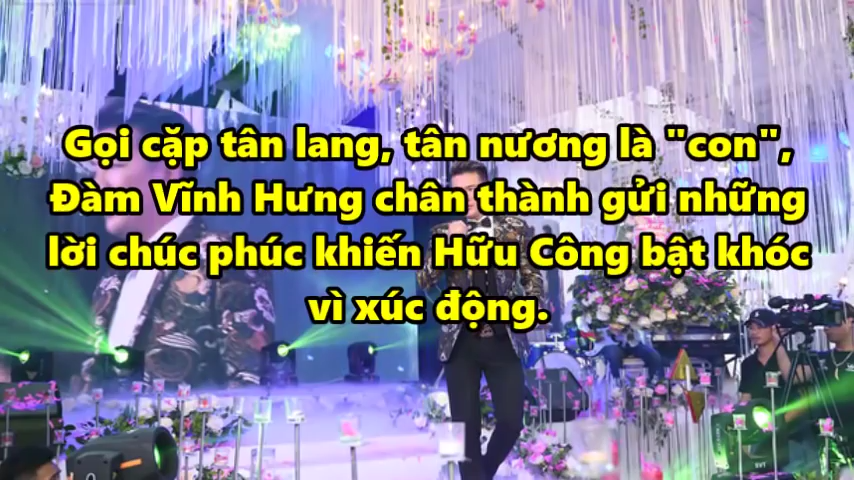 Gọi cặp tân lang, tân nương là "con",
Đàm Vĩnh Hưng chân thành gửi những
lời chúc phúc khiến Hữu Công bật khóc
vì xúc động.